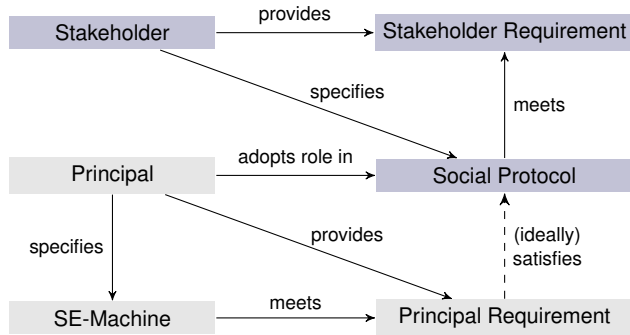 Stakeholder
provides
Stakeholder Requirement
specifies
meets
Principal
adopts role in
Social Protocol
specifies
provides
(ideally)
satisfies
SE-Machine
meets
Principal Requirement